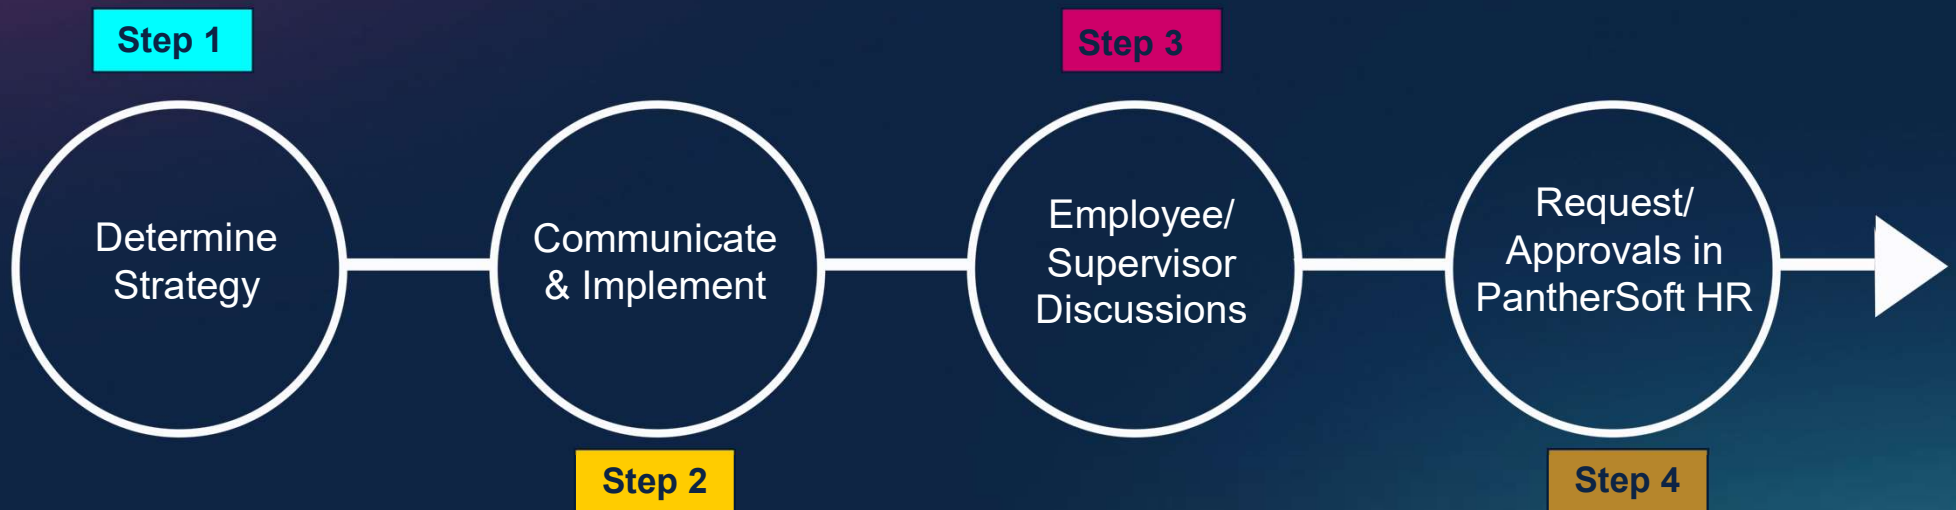 Step 1
Determine
Strategy
Communicate
& Implement
Step 2
Step 3
Employee/
Supervisor
Discussions
Request/
Approvals in
PantherSoft HR
Step 4